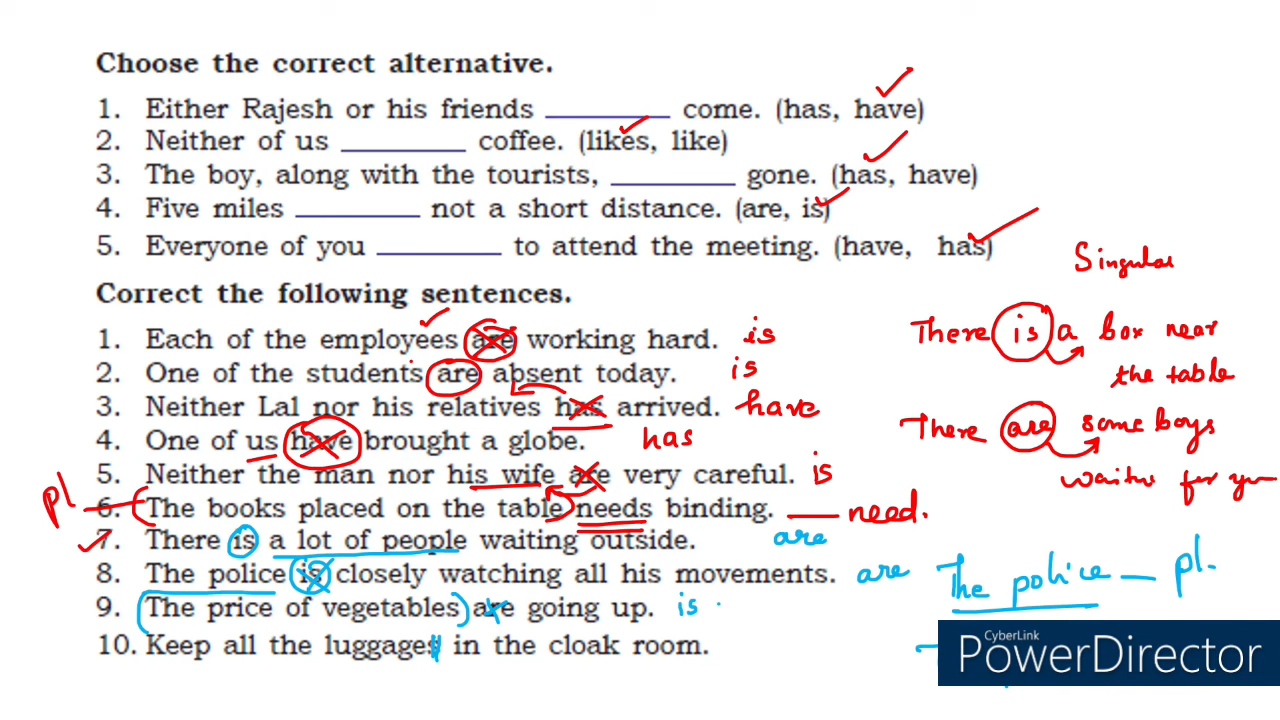 Choose the correct alternative.
1. Either Rajesh or his friends ________ come. (has, have)
2. Neither of us ________ coffee. (likes, like)
3. The boy, along with the tourists, ________ gone. (has, have)
4. Five miles ________ not a short distance. (are, is)
5. Everyone of you ________ to attend the meeting. (have, has)
Singular
Correct the following sentences.
1. Each of the employees are working hard. is
There is a box near
the table
2. One of the students are absent today. is
3. Neither Lal nor his relatives has arrived. have
There are some boys
4. One of us have brought a globe. has
5. Neither the man nor his wife are very careful. is
waiting for you
pl
6. The books placed on the table needs binding. need.
7. There is a lot of people waiting outside. are
8. The police is closely watching all his movements. are
The police — pl.
9. The price of vegetables are going up. is
10. Keep all the luggages in the cloak room.
CyberLink
PowerDirector